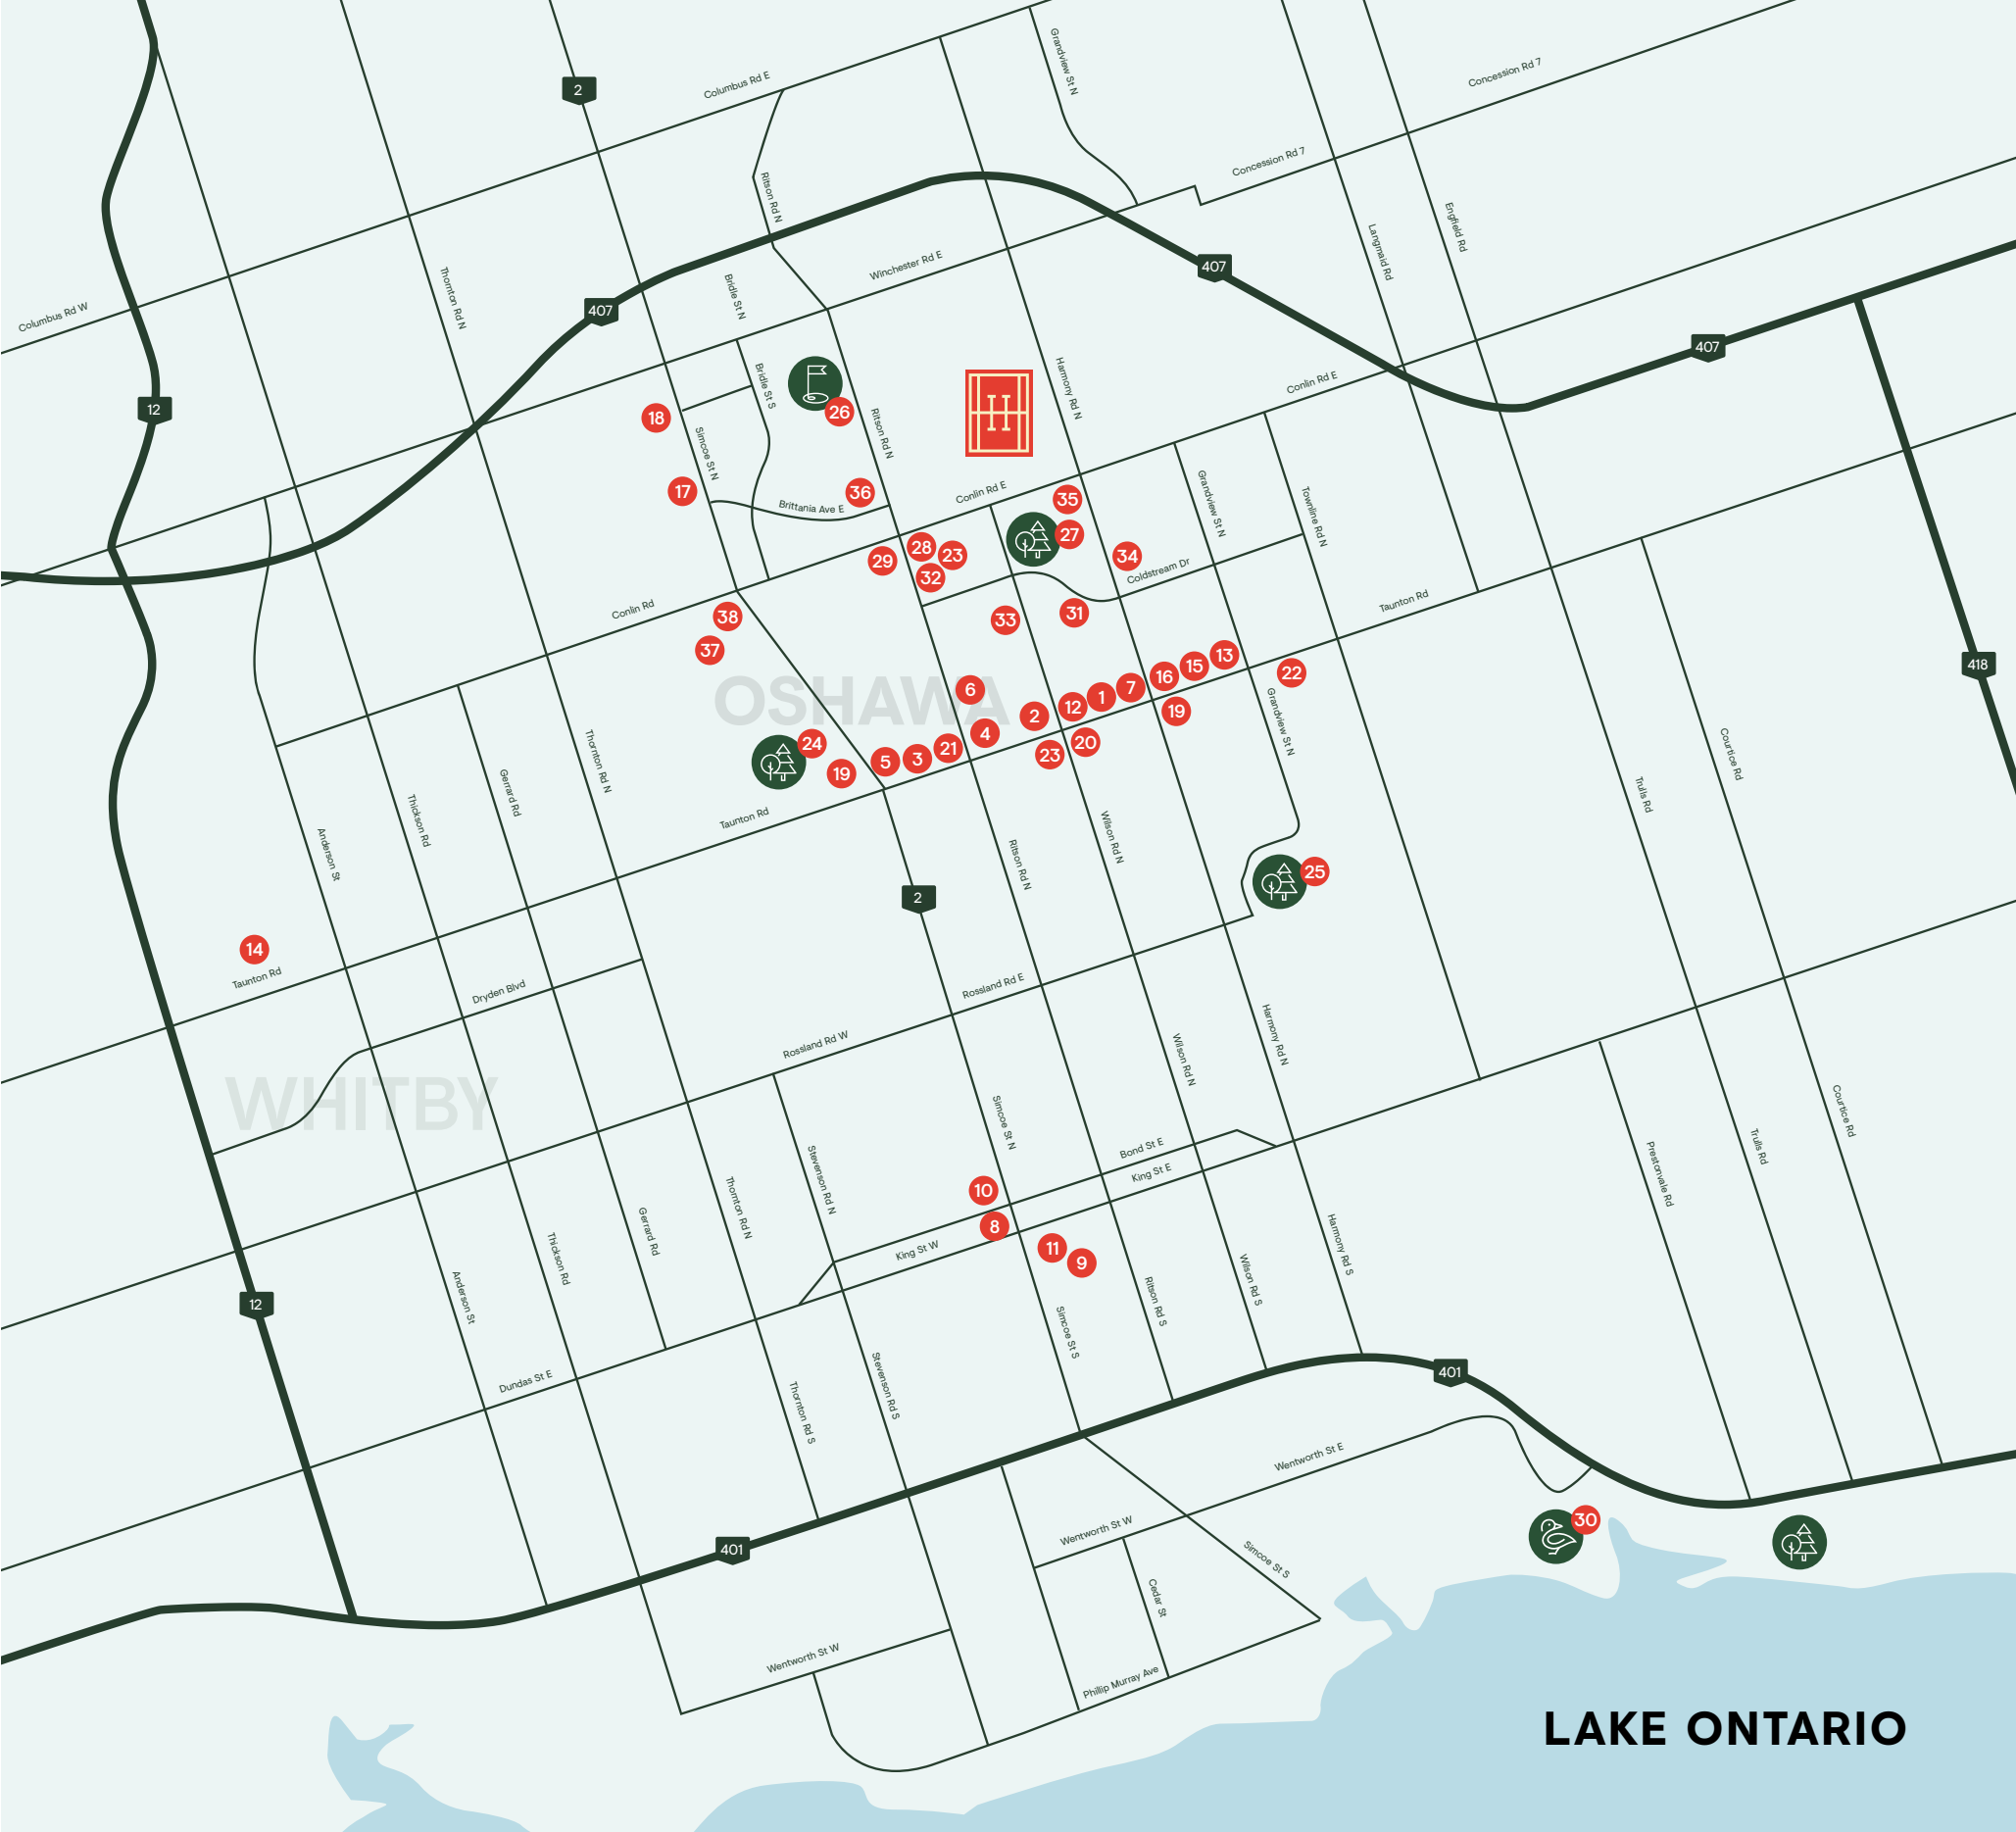 Grandview St N
Columbus Rd E
2
Concession Rd 7
Concession Rd 7
Ritson Rd N
Engfield Rd
Langmaid Rd
Winchester Rd E
407
Thornton Rd N
Bridle St N
407
Columbus Rd W
407
Harmony Rd N
Bridle St S
Conlin Rd E
12
26
18
H
Ritson Rd N
Simcoe St N
17
36
Conlin Rd E
35
Grandview St N
Townline Rd N
Brittania Ave E
27
28
23
29
34
32
Coldstream Dr
Conlin Rd
38
33
31
Taunton Rd
37
13
418
15
16
22
6
7
1
OSHAWA
12
2
19
Grandview St N
4
24
21
20
23
3
5
19
Courtice Rd
Thornton Rd N
Gerrard Rd
Trulls Rd
Thickson Rd
Taunton Rd
Wilson Rd N
Anderson St
Ritson Rd N
25
2
14
Taunton Rd
Dryden Blvd
Rossland Rd E
Rossland Rd W
Harmony Rd N
Wilson Rd N
WHITBY
Simcoe St N
Courtice Rd
Bond St E
Trulls Rd
King St E
Prestonvale Rd
Stevenson Rd N
10
Thornton Rd N
8
Gerrard Rd
King St W
11
9
Thickson Rd
Harmony Rd S
Wilson Rd S
12
Anderson St
Ritson Rd S
Simcoe St S
401
Dundas St E
Stevenson Rd S
Thornton Rd S
Wentworth St E
30
Wentworth St W
401
Simcoe St S
Cedar St
Wentworth St W
Phillip Murray Ave
LAKE ONTARIO